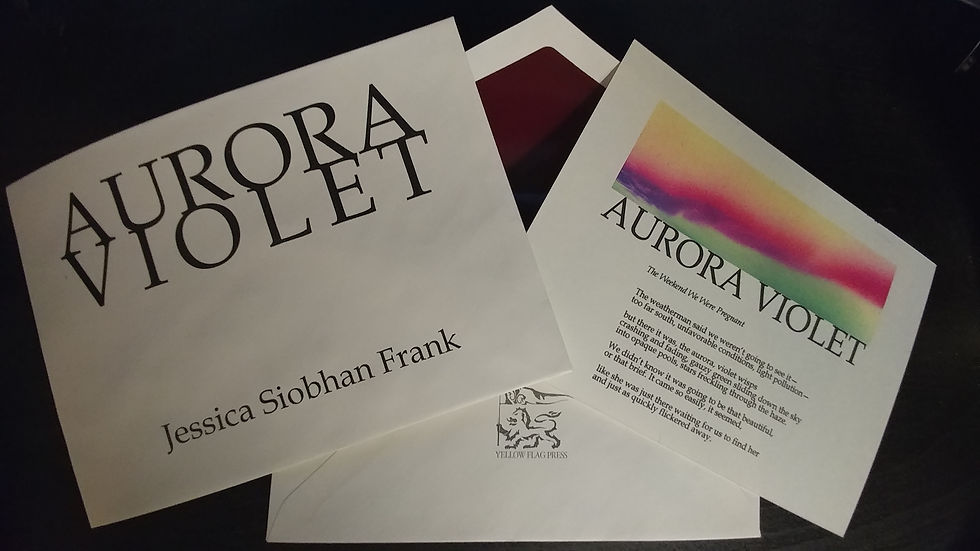 AURORA
VIOLET
Jessica Siobhan Frank
AURORA VIOLET
The Weekend We Were Pregnant
The weatherman said we weren't going to see it—
too far south, unfavorable conditions, light pollution—
but there it was, the aurora, violet wisps
crashing and fading, gauzy green sliding down the sky
into opaque pools, stars freckling through the haze.
We didn't know it was going to be that beautiful.
or that brief. It came so easily, it seemed.
like she was just there waiting for us to find her
and just as quickly flickered away.
YELLOW FLAG PRESS